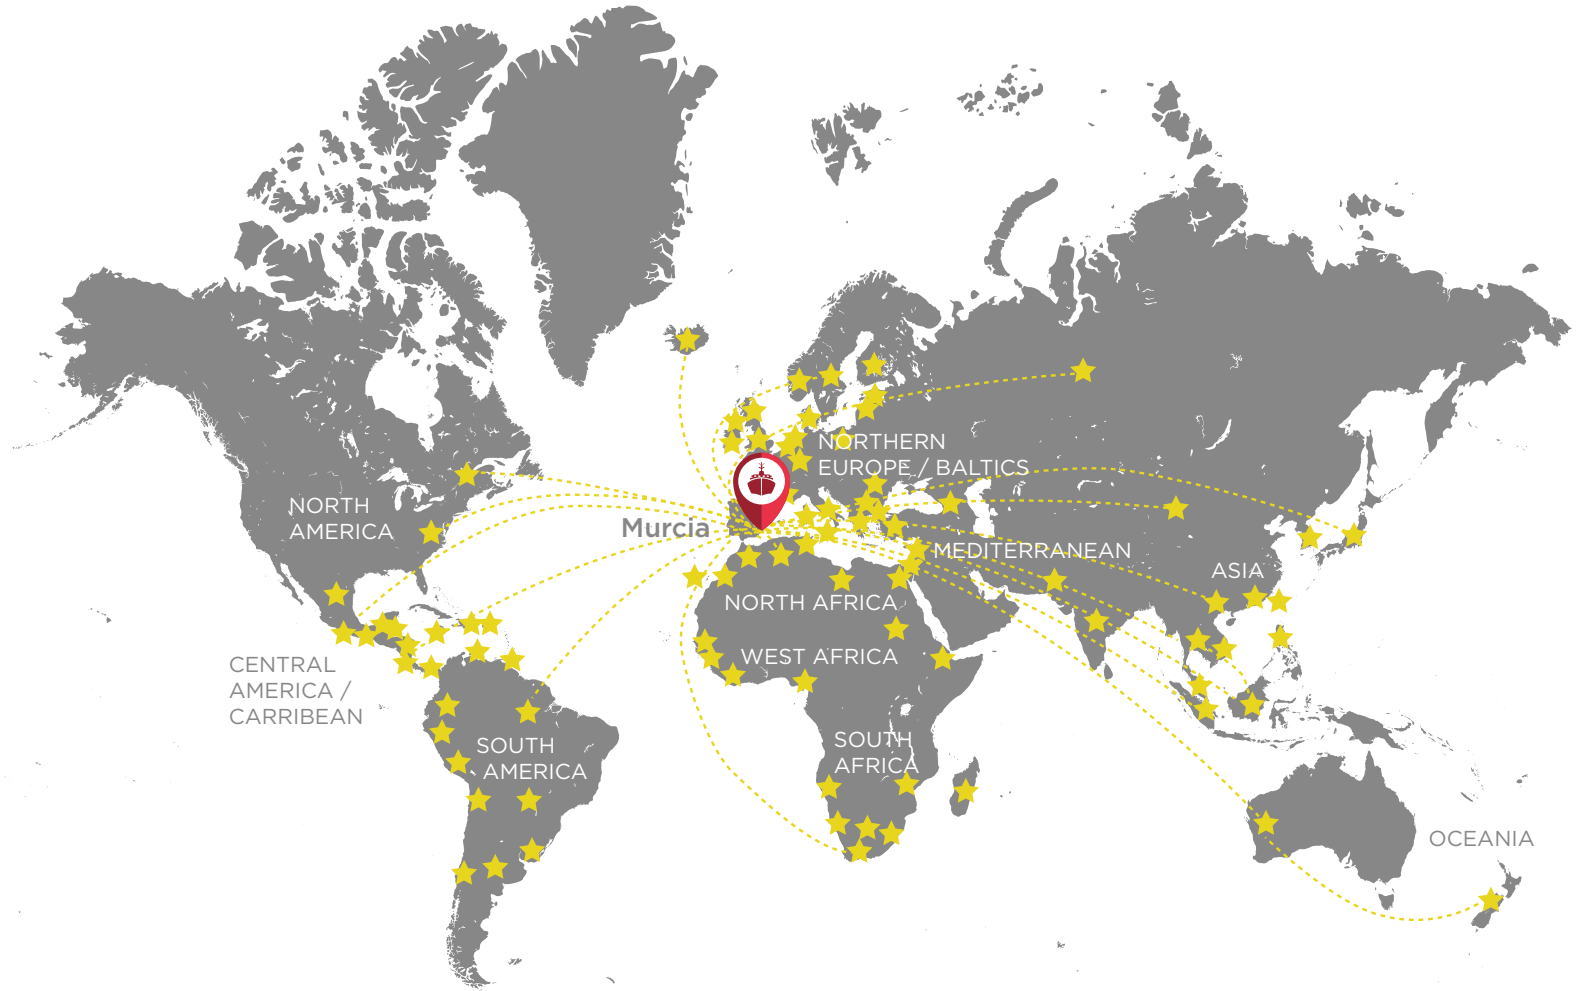 NORTHERN
EUROPE / BALTICS
NORTH
AMERICA
Murcia
MEDITERRANEAN
ASIA
NORTH AFRICA
WEST AFRICA
CENTRAL
AMERICA /
CARRIBEAN
SOUTH
AMERICA
SOUTH
AFRICA
OCEANIA